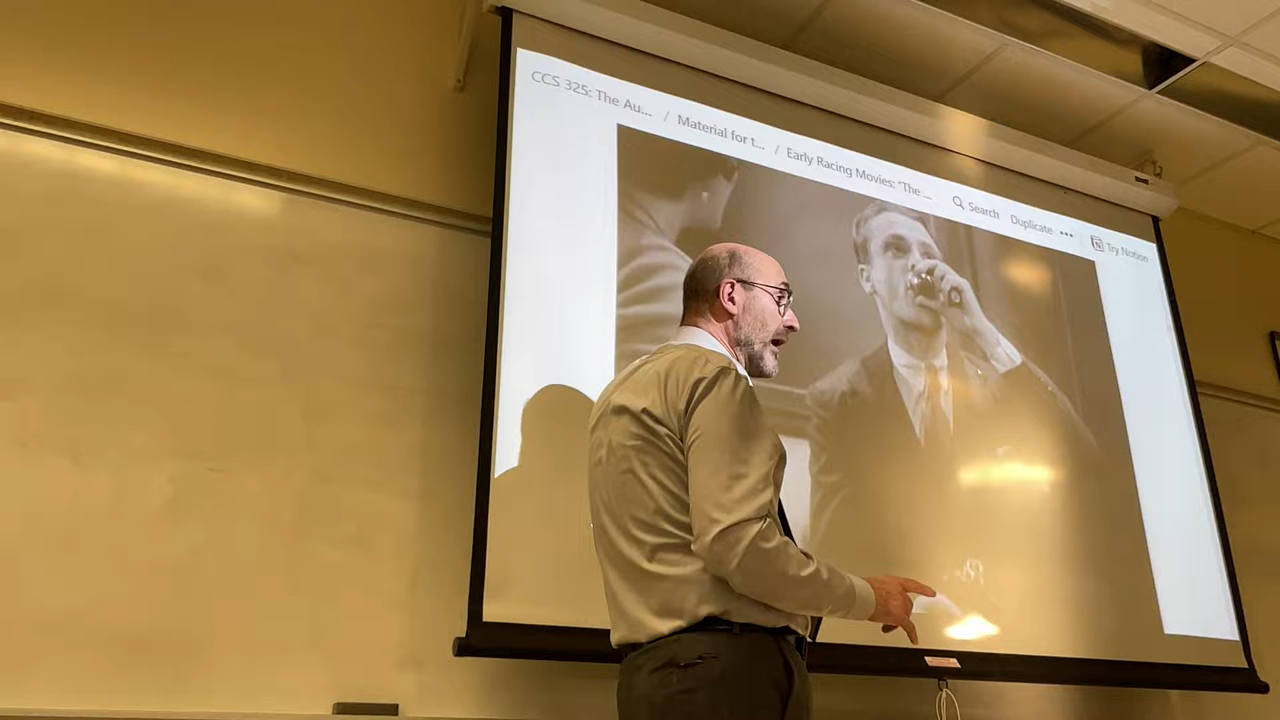 CCS 325: The Au... / Material for t... / Early Racing Movies: "The ... Search Duplicate ••• Try Notion